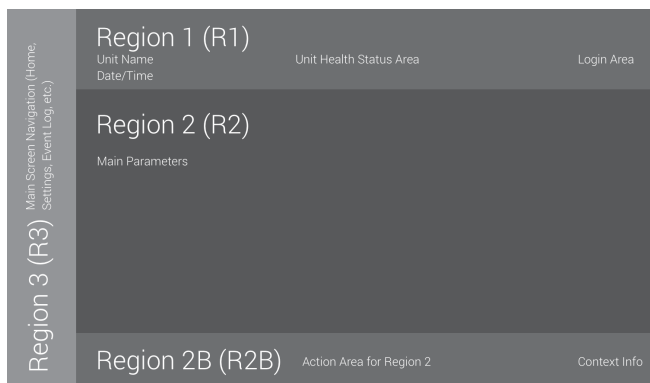 Region 1 (R1)
Unit Name
Date/Time
Unit Health Status Area
Login Area
Region 2 (R2)
Main Parameters
Region 3 (R3)
Main Screen Navigation (Home,
Settings, Event Log, etc.)
Region 2B (R2B)
Action Area for Region 2
Context Info